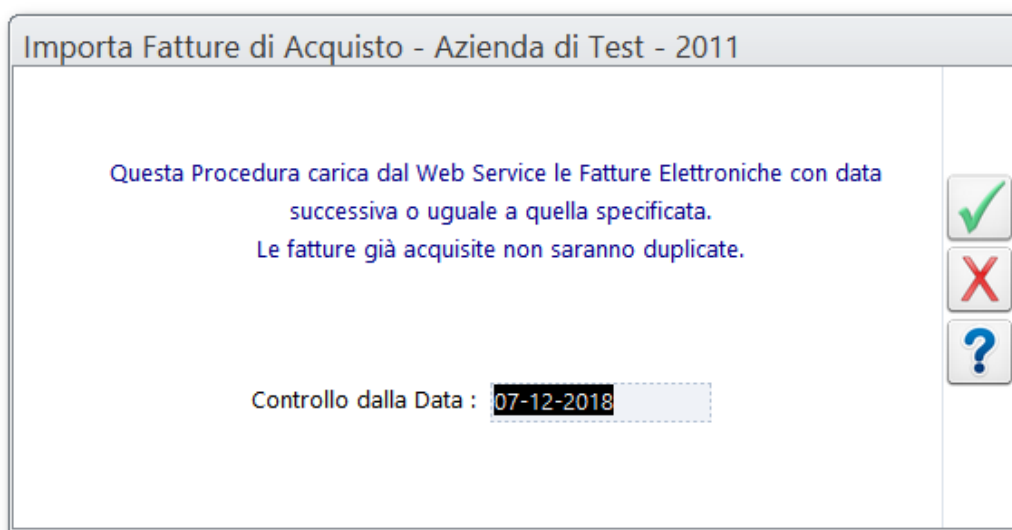 Importa Fatture di Acquisto - Azienda di Test - 2011
Questa Procedura carica dal Web Service le Fatture Elettroniche con data
successiva o uguale a quella specificata.
Le fatture già acquisite non saranno duplicate.
Controllo dalla Data : 07-12-2018